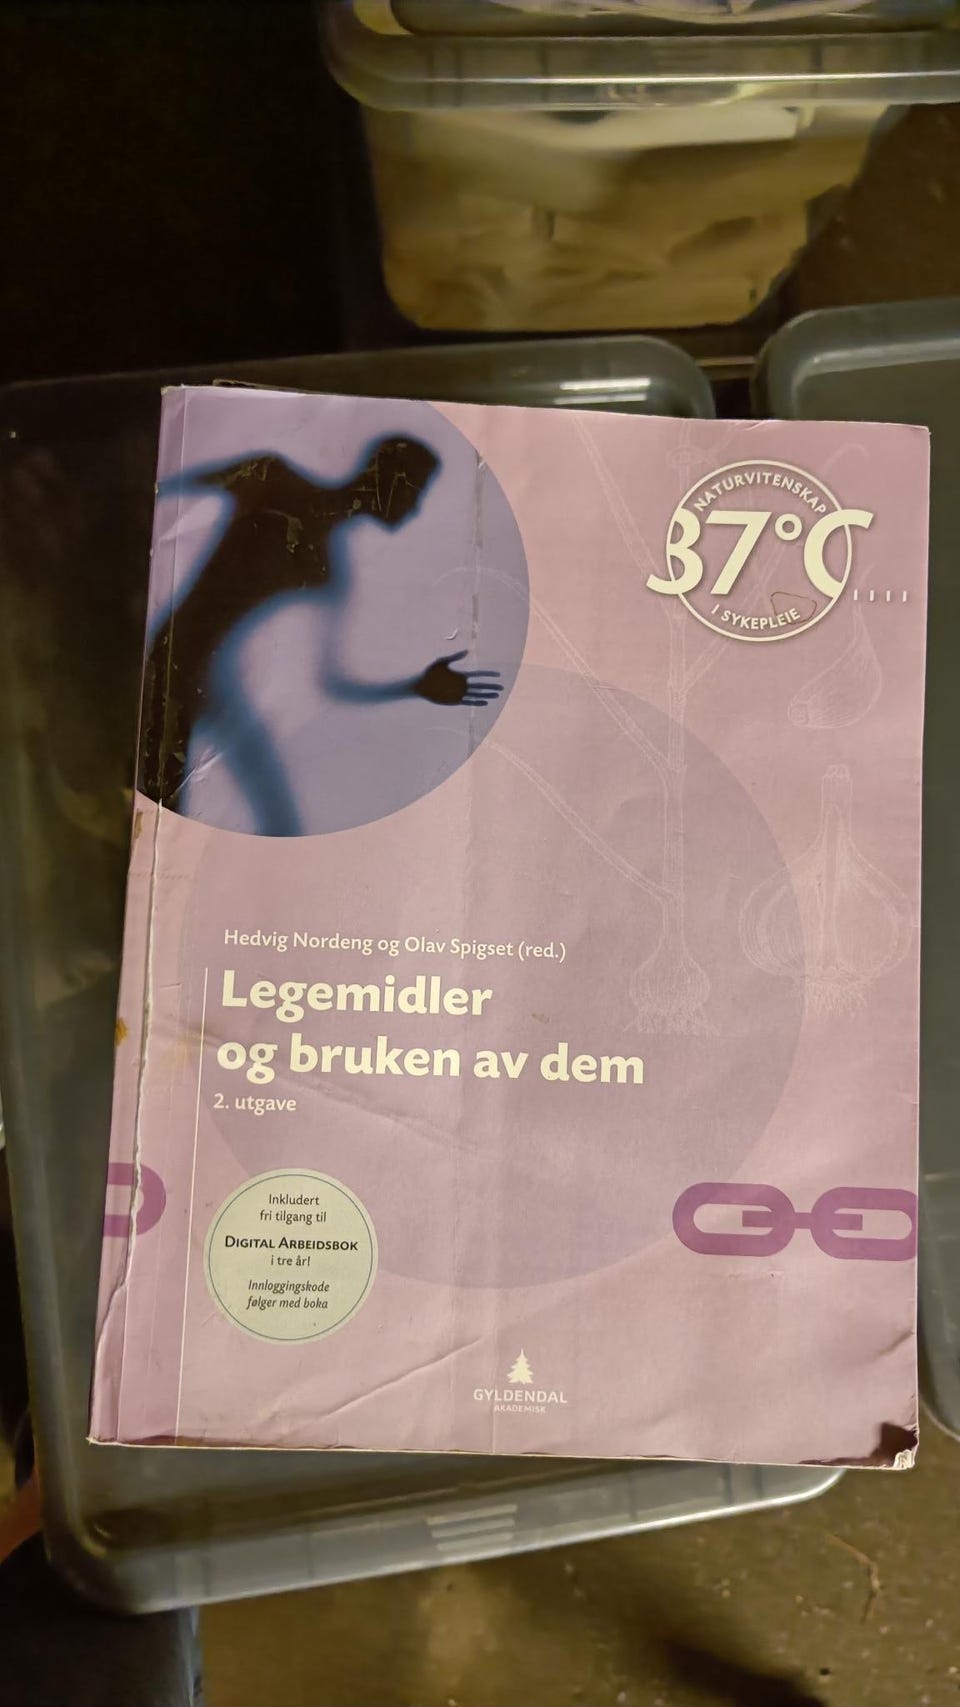 NATURVITENSKAP
37°C
I SYKEPLEIE
Hedvig Nordeng og Olav Spigset (red.)
Legemidler
og bruken av dem
2. utgave
Inkludert
fri tilgang til
DIGITAL ARBEIDSBOK
i tre år!
Innloggingskode
følger med boka
GYLDENDAL
AKADEMISK